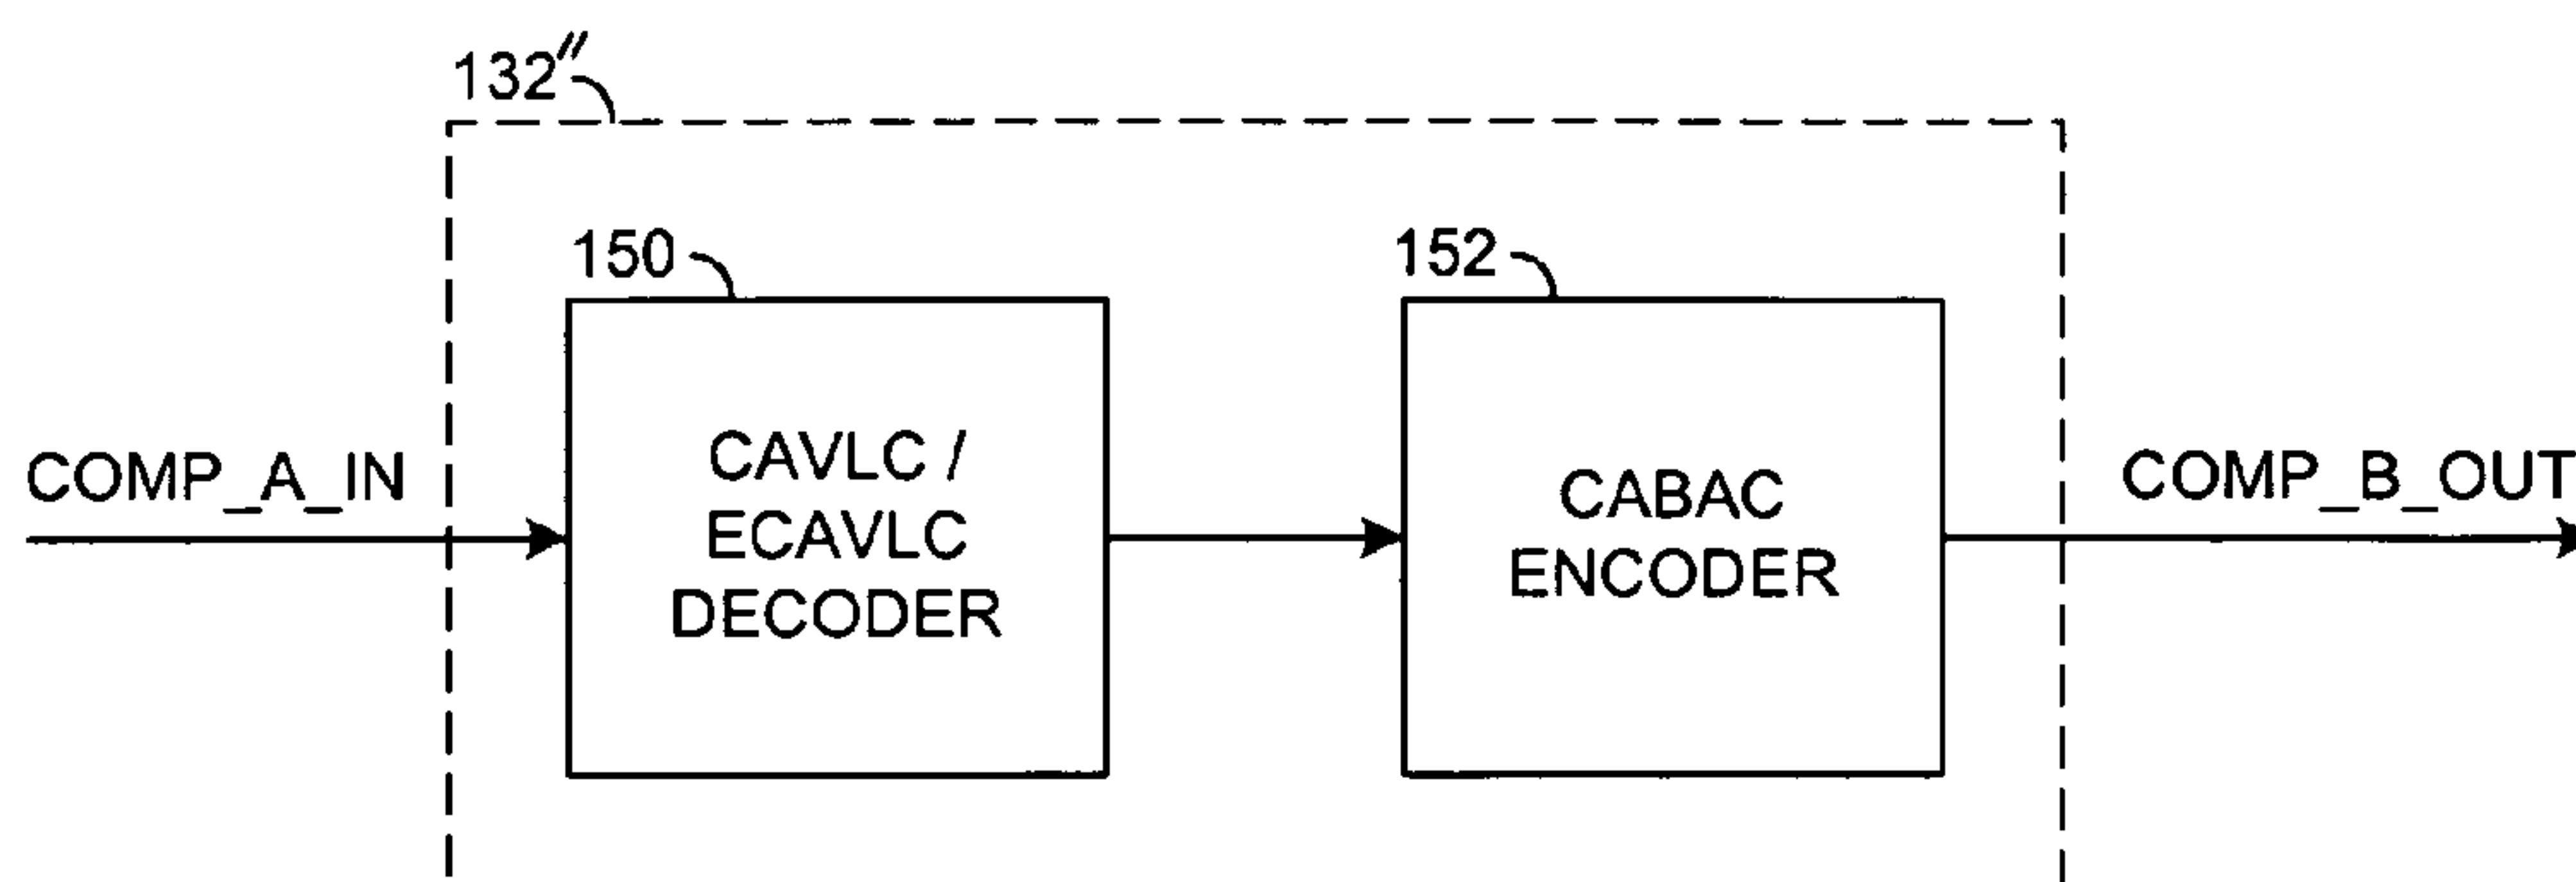 132"
150
152
COMP_A_IN
CAVLC /
ECAVLC
DECODER
CABAC
ENCODER
COMP_B_OUT